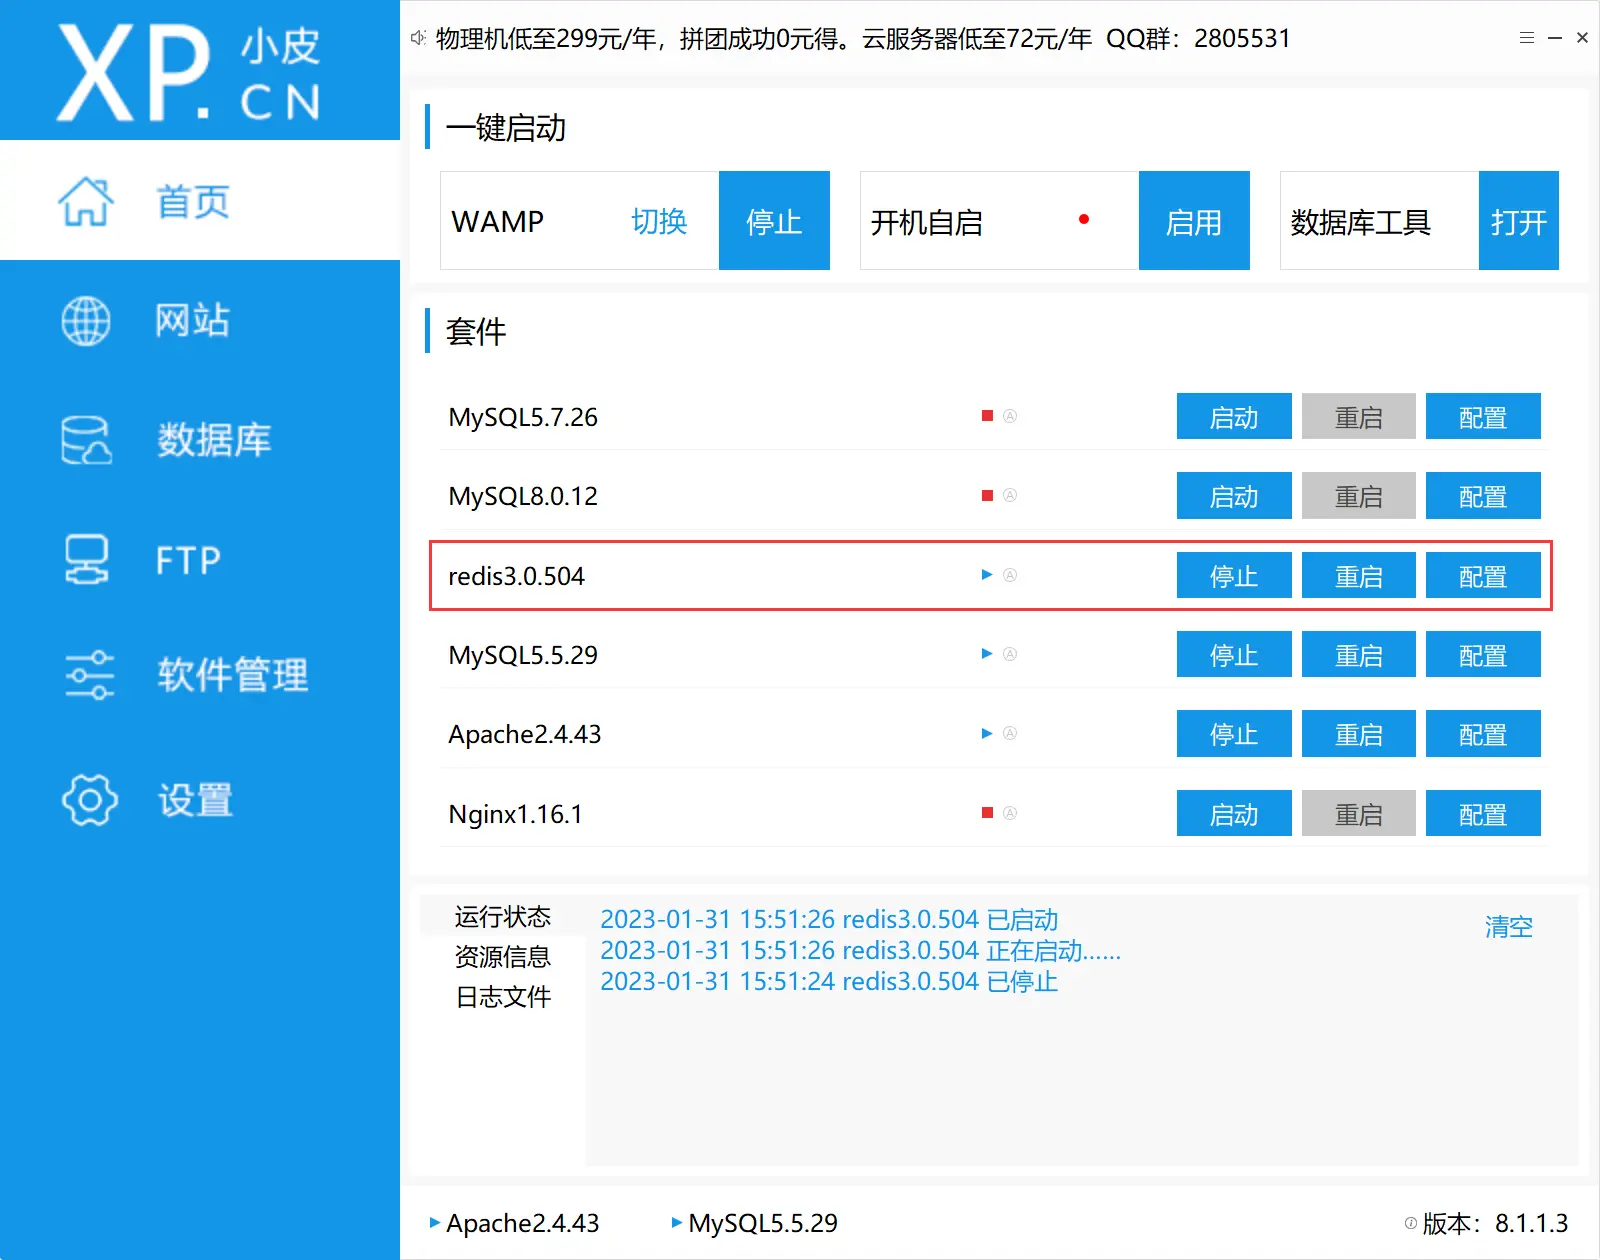 XP. 小皮 CN
物理机低至299元/年，拼团成功0元得。云服务器低至72元/年 QQ群：2805531
首页
网站
数据库
FTP
软件管理
设置
一键启动
WAMP 切换 停止 开机自启 启用 数据库工具 打开
套件
MySQL5.7.26 Ⓐ 启动 重启 配置
MySQL8.0.12 Ⓐ 启动 重启 配置
redis3.0.504 Ⓐ 停止 重启 配置
MySQL5.5.29 Ⓐ 停止 重启 配置
Apache2.4.43 Ⓐ 停止 重启 配置
Nginx1.16.1 Ⓐ 启动 重启 配置
运行状态
资源信息
日志文件
2023-01-31 15:51:26 redis3.0.504 已启动
2023-01-31 15:51:26 redis3.0.504 正在启动......
2023-01-31 15:51:24 redis3.0.504 已停止
清空
Apache2.4.43 MySQL5.5.29 版本：8.1.1.3